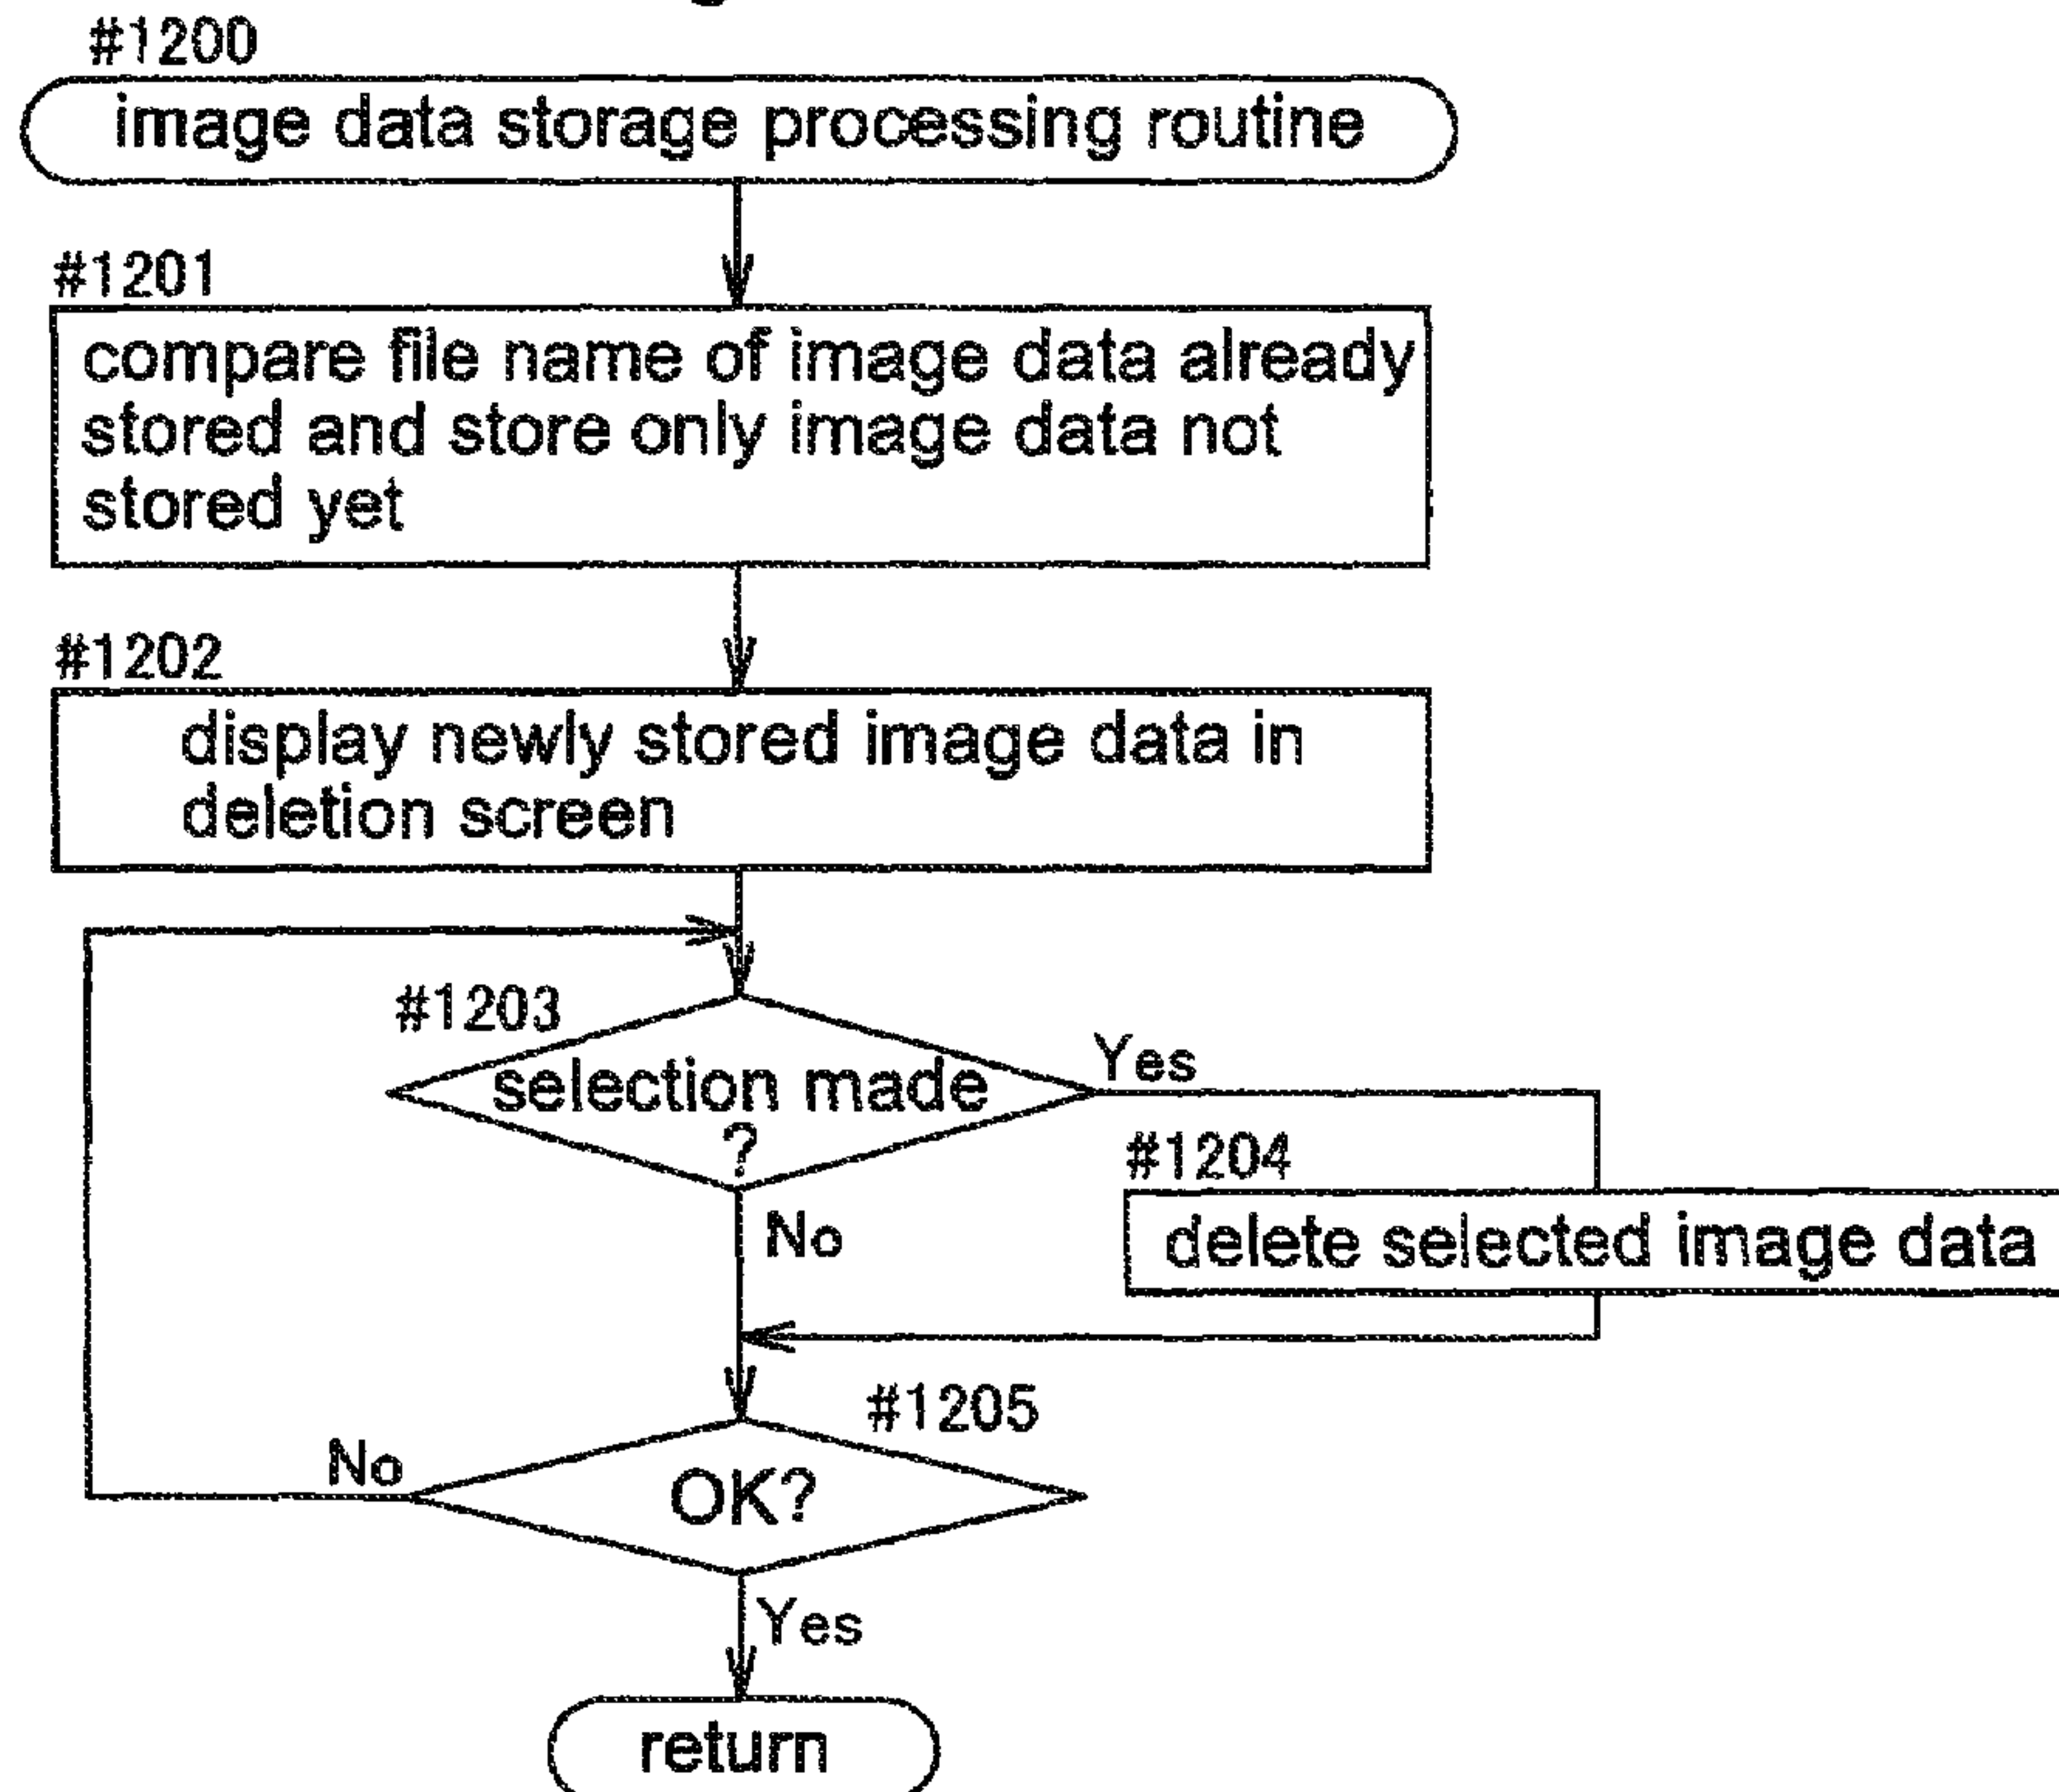 #1200
image data storage processing routine
#1201
compare file name of image data already
stored and store only image data not
stored yet
#1202
display newly stored image data in
deletion screen
#1203
selection made
?
Yes
#1204
delete selected image data
No
#1205
OK?
No
Yes
return